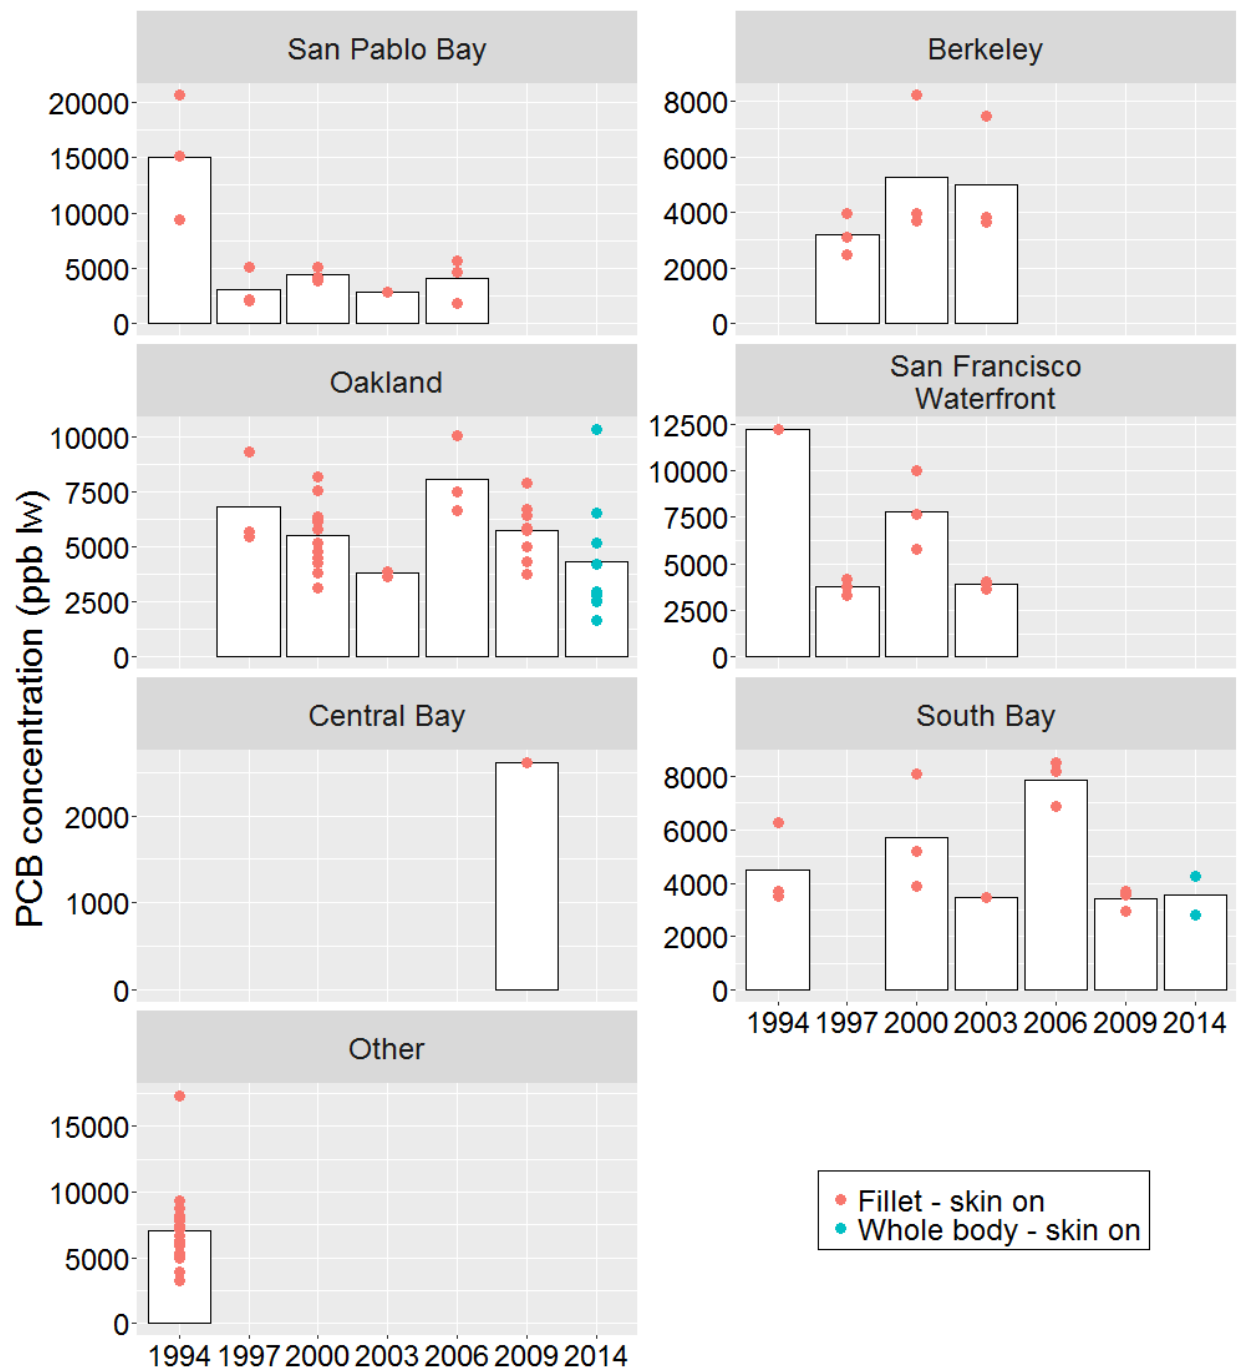 San Pablo Bay
Berkeley
20000
15000
10000
5000
0
8000
6000
4000
2000
0
Oakland
San Francisco
Waterfront
10000
7500
5000
2500
0
12500
10000
7500
5000
2500
0
PCB concentration (ppb lw)
Central Bay
South Bay
2000
1000
0
8000
6000
4000
2000
0
1994 1997 2000 2003 2006 2009 2014
Other
15000
10000
5000
0
1994 1997 2000 2003 2006 2009 2014
Fillet - skin on
Whole body - skin on